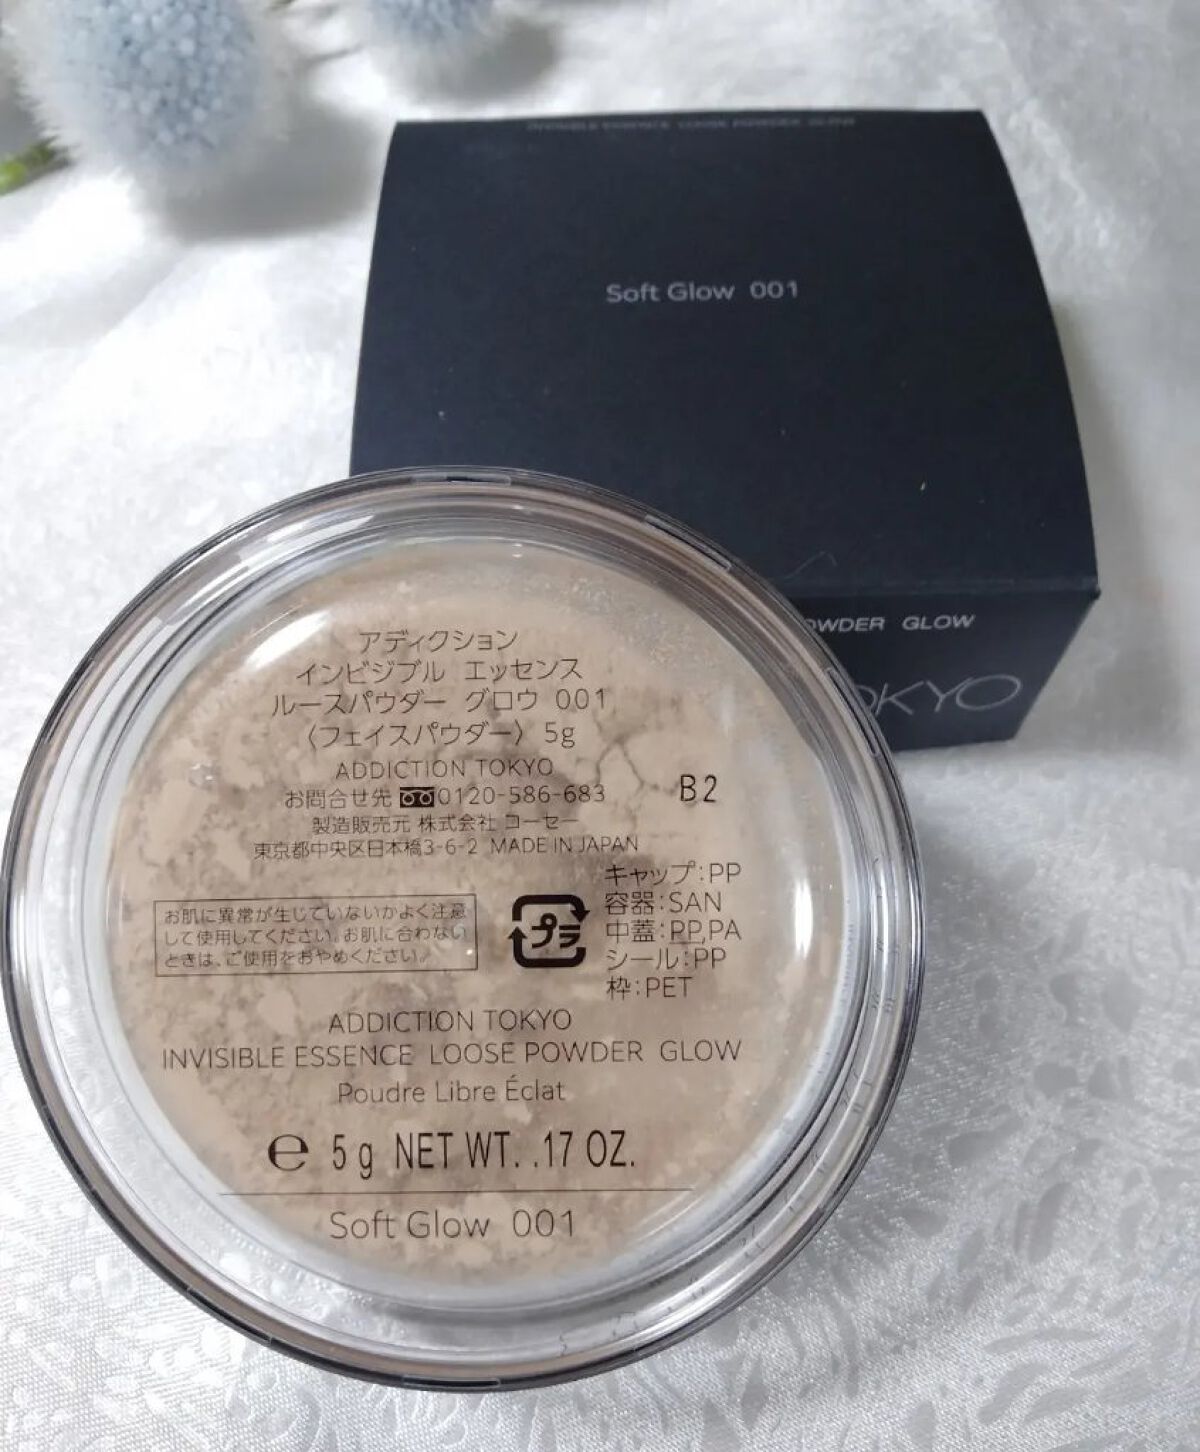 INVISIBLE ESSENCE LOOSE POWDER GLOW
Soft Glow 001
OWDER GLOW
OKYO
アディクション
インビジブル エッセンス
ルースパウダー グロウ 001
〈フェイスパウダー〉 5g
ADDICTION TOKYO
お問合せ先 0120-586-683
B2
製造販売元 株式会社 コーセー
東京都中央区日本橋3-6-2 MADE IN JAPAN
キャップ:PP
容器:SAN
中蓋:PP,PA
シール:PP
枠:PET
お肌に異常が生じていないかよく注意
して使用してください。お肌に合わない
ときは、ご使用をおやめください。
プラ
ADDICTION TOKYO
INVISIBLE ESSENCE LOOSE POWDER GLOW
Poudre Libre Éclat
℮ 5g NET WT. .17 OZ.
Soft Glow 001